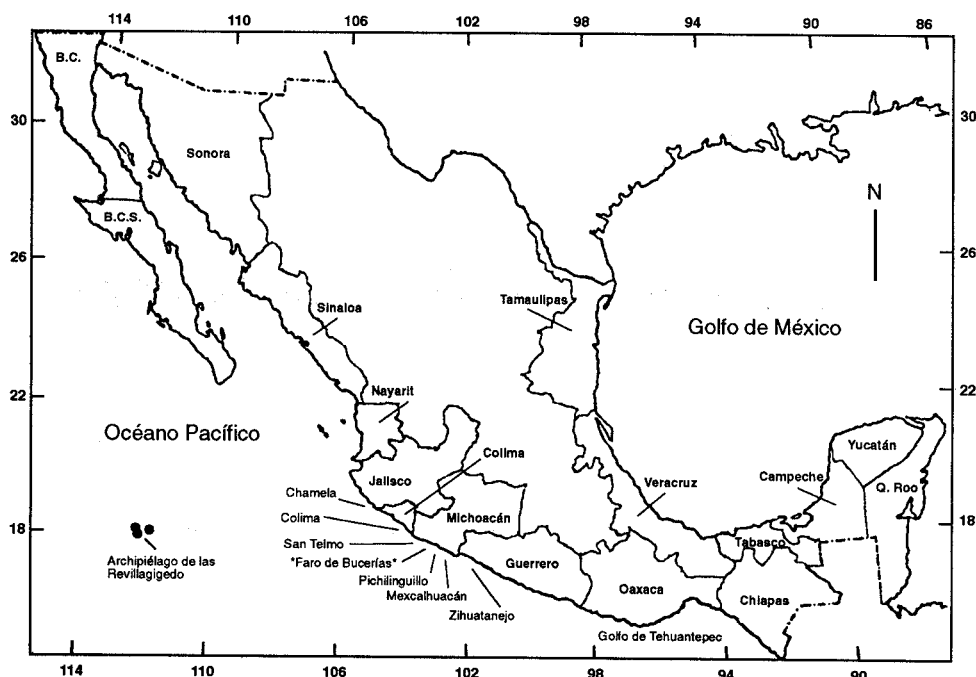 114 110 106 102 98 94 90 86
B.C.
30 30
Sonora
N
B.C.S.
26 26
Tamaulipas
Sinaloa
Golfo de México
Nayarit
22 22
Océano Pacífico
Yucatán
Colima
Campeche
Veracruz
Jalisco
Q. Roo
Chamela
Michoacán
Colima
18 18
San Telmo
Tabasco
Archipiélago de las
Revillagigedo
"Faro de Bucerías"
Guerrero
Pichilinguillo
Oaxaca
Mexcalhuacán
Chiapas
Zihuatanejo
Golfo de Tehuantepec
114 110 106 102 98 94 90